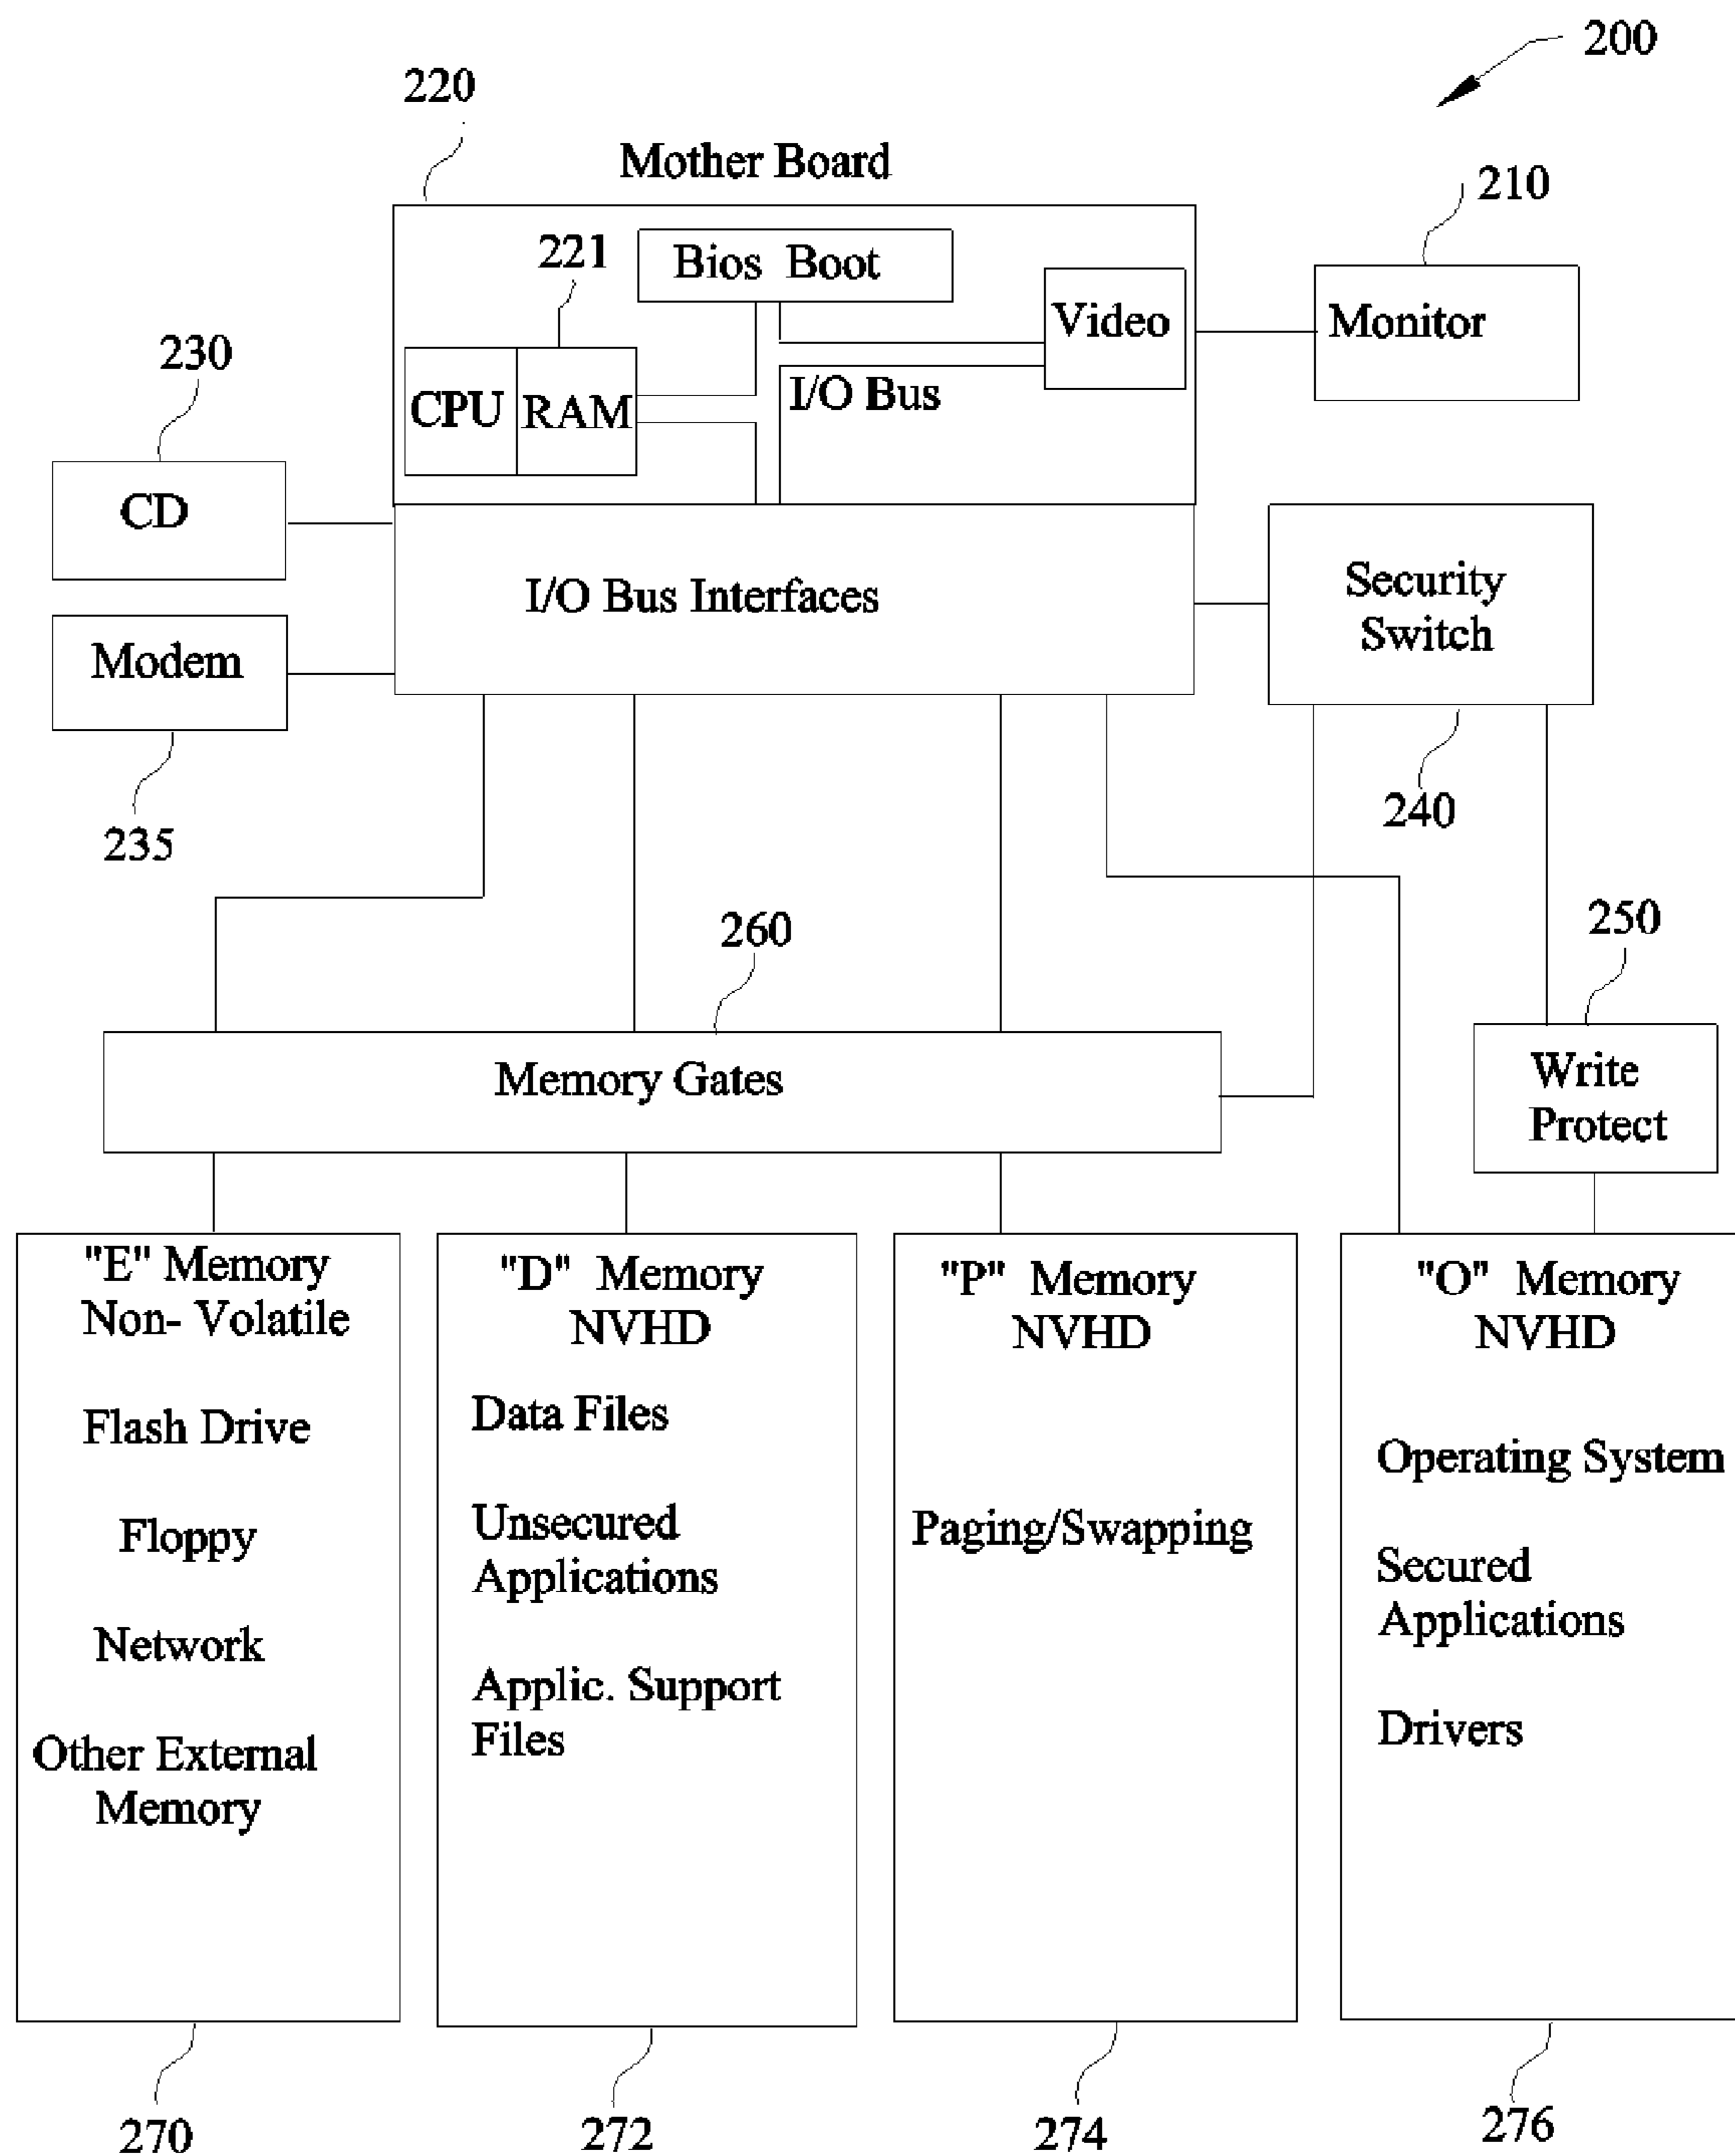 200
220
Mother Board
210
221
Bios Boot
Video
Monitor
230
CPU
RAM
I/O Bus
CD
I/O Bus Interfaces
Security
Switch
Modem
235
240
260
250
Memory Gates
Write
Protect
"E" Memory
Non- Volatile
Flash Drive
Floppy
Network
Other External
Memory
"D" Memory
NVHD
Data Files
Unsecured
Applications
Applic. Support
Files
"P" Memory
NVHD
Paging/Swapping
"O" Memory
NVHD
Operating System
Secured
Applications
Drivers
270
272
274
276